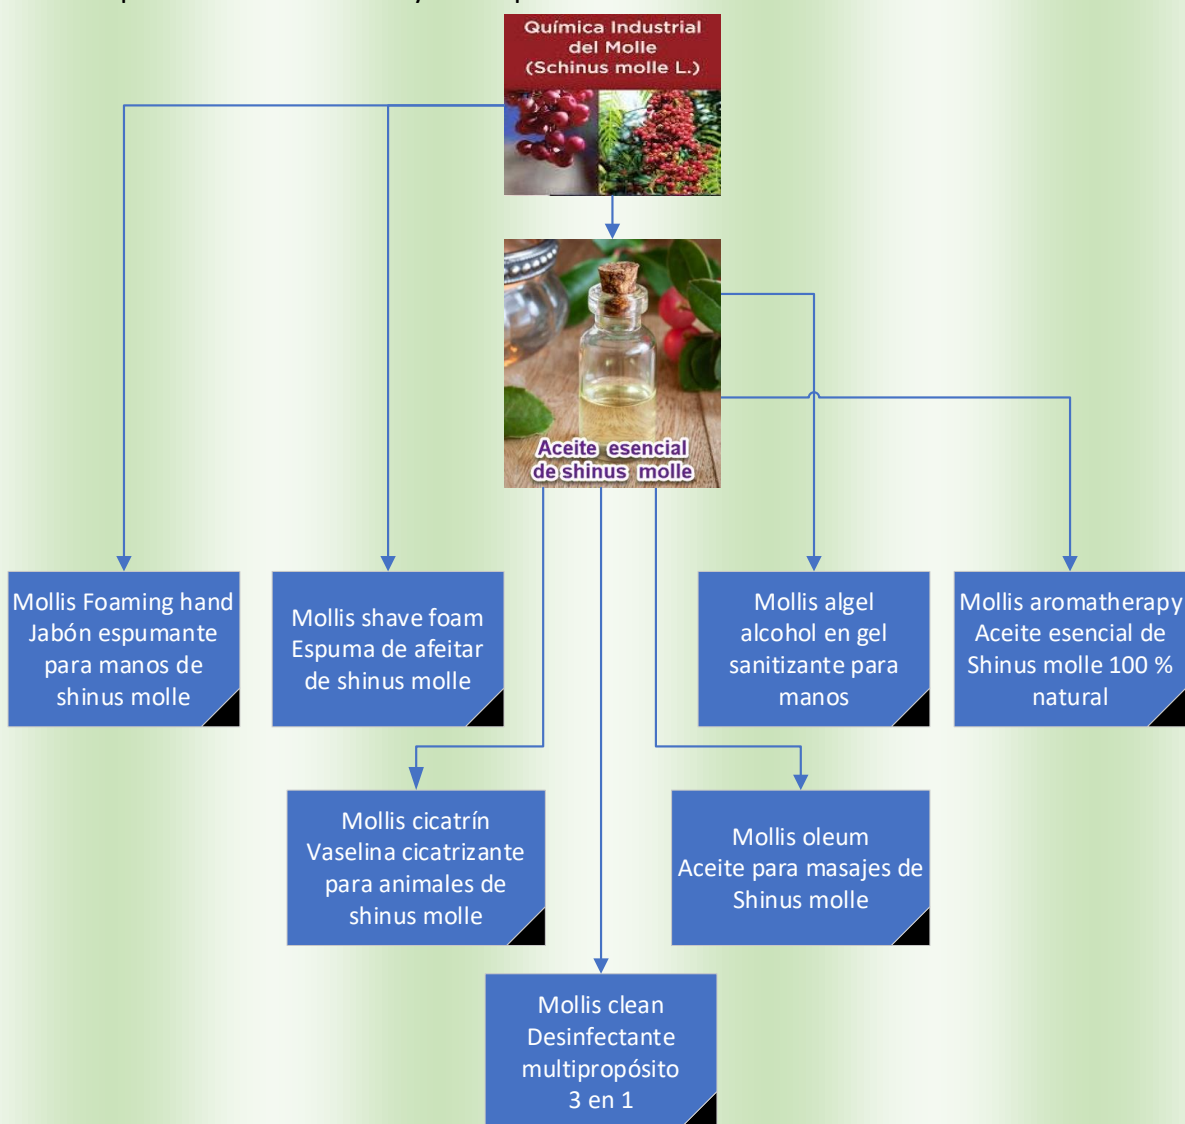 Química Industrial
del Molle
(Schinus molle L.)
Aceite esencial
de shinus molle
Mollis Foaming hand
Jabón espumante
para manos de
shinus molle
Mollis shave foam
Espuma de afeitar
de shinus molle
Mollis algel
alcohol en gel
sanitizante para
manos
Mollis aromatherapy
Aceite esencial de
Shinus molle 100 %
natural
Mollis cicatrín
Vaselina cicatrizante
para animales de
shinus molle
Mollis oleum
Aceite para masajes de
Shinus molle
Mollis clean
Desinfectante
multipropósito
3 en 1